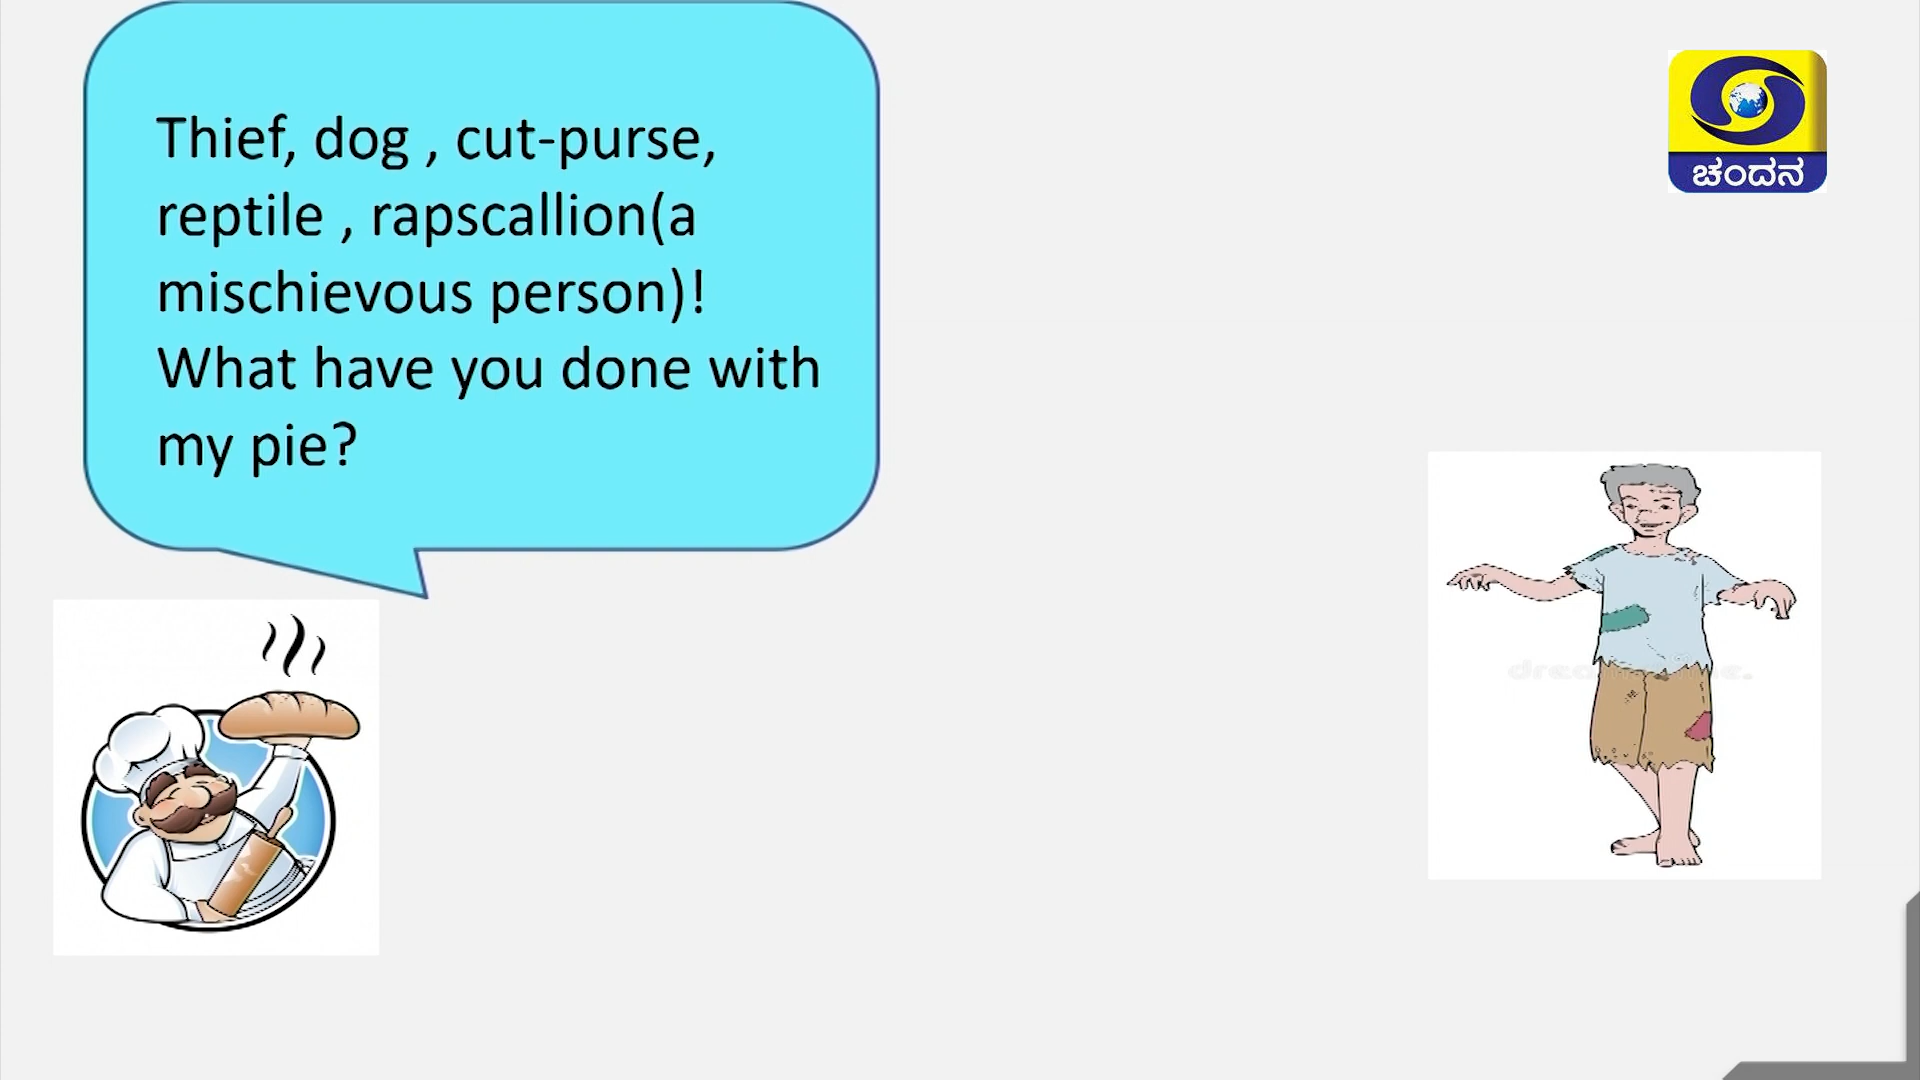 Thief, dog , cut-purse,
reptile , rapscallion(a
mischievous person)!
What have you done with
my pie?
ಚಂದನ